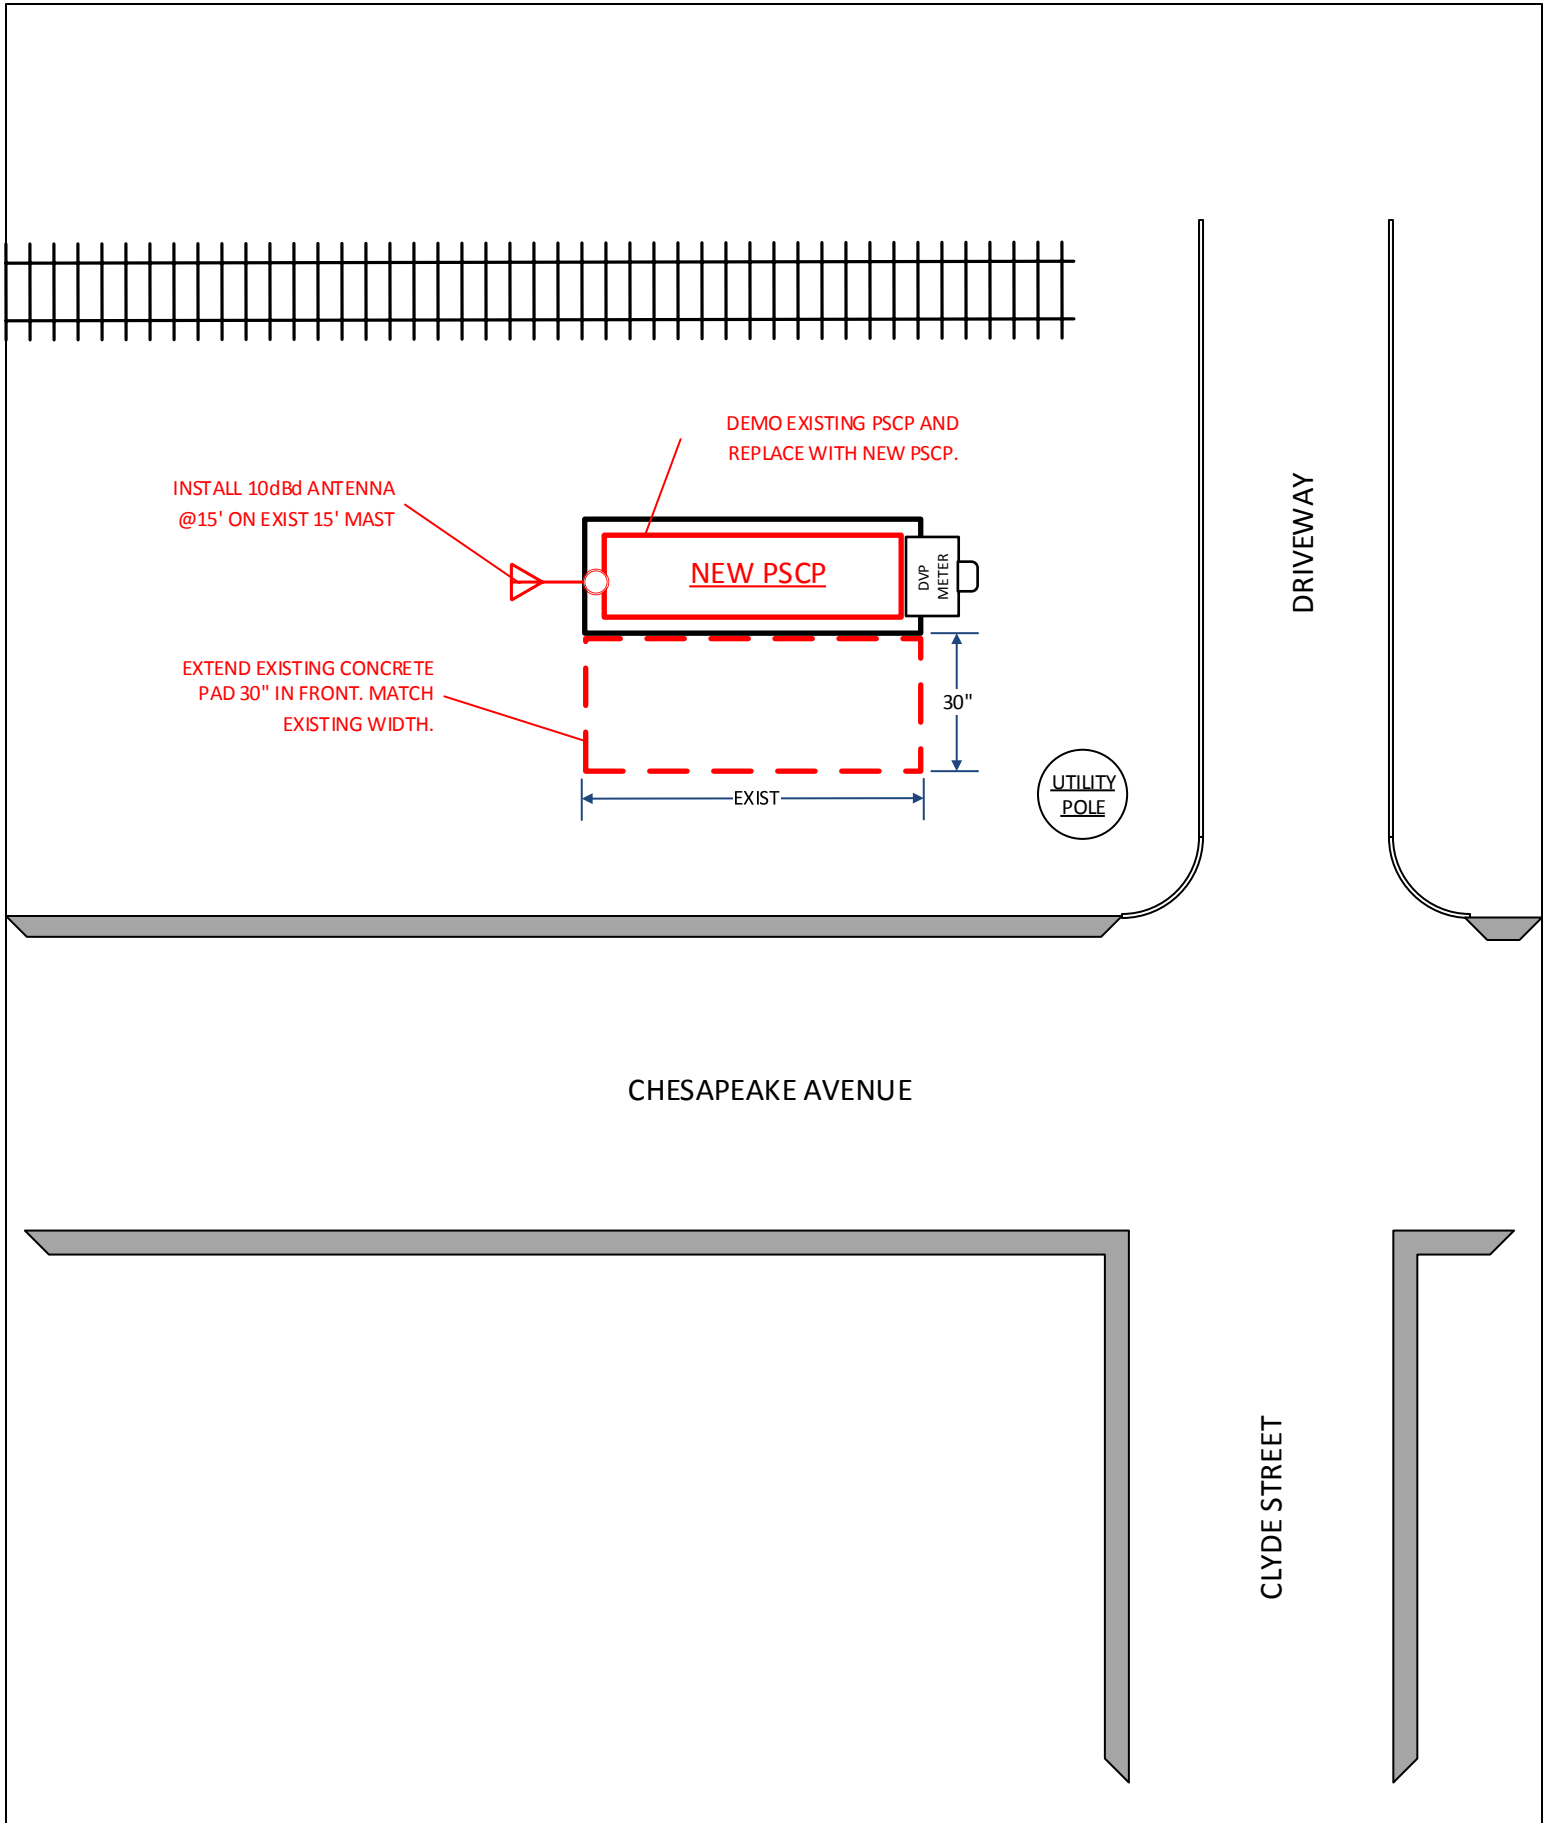 DEMO EXISTING PSCP AND
REPLACE WITH NEW PSCP.
INSTALL 10dBd ANTENNA
@15' ON EXIST 15' MAST
NEW PSCP
DVP
METER
DRIVEWAY
EXTEND EXISTING CONCRETE
PAD 30" IN FRONT. MATCH
EXISTING WIDTH.
30"
EXIST
UTILITY
POLE
CHESAPEAKE AVENUE
CLYDE STREET